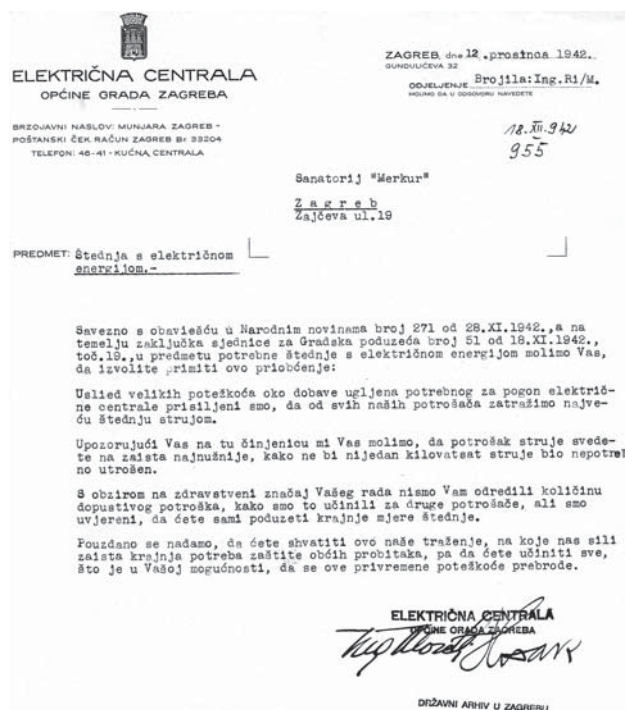 ELEKTRIČNA CENTRALA
OPĆINE GRADA ZAGREBA
BRZOJAVNI NASLOV: MUNJARA ZAGREB -
POŠTANSKI ČEK. RAČUN ZAGREB Br 33204
TELEFON: 46-41 - KUĆNA CENTRALA
ZAGREB, dne 12. prosinca 1942.
GUNDULIĆEVA 32
ODJELJENJE Brojila: Ing. Ri/M.
MOLIMO DA U ODGOVORU NAVEDETE
18. XII. 942
955
Sanatorij "Merkur"
Zagreb
Zajčeva ul.19
PREDMET: Štednja s električnom
energijom.-
Savezno s obaviešću u Narodnim novinama broj 271 od 28.XI.1942.,a na
temelju zaključka sjednice za Gradska poduzeća broj 51 od 18.XI.1942.,
toč.19.,u predmetu potrebne štednje s električnom energijom molimo Vas,
da izvolite primiti ovo priobćenje:
Uslied velikih potežkoća oko dobave ugljena potrebnog za pogon električ-
ne centrale prisiljeni smo, da od svih naših potrošača zatražimo najve-
ću štednju strujom.
Upozorujući Vas na tu činjenicu mi Vas molimo, da potrošak struje svede-
te na zaista najnužnije, kako ne bi nijedan kilovatsat struje bio nepotreb
no utrošen.
S obzirom na zdravstveni značaj Vašeg rada nismo Vam odredili količinu
dopustivog potroška, kako smo to učinili za druge potrošače, ali smo
uvjereni, da ćete sami poduzeti krajnje mjere štednje.
Pouzdano se nadamo, da ćete shvatiti ovo naše traženje, na koje nas sili
zaista krajnja potreba zaštite obćih probitaka, pa da ćete učiniti sve,
što je u Vašoj mogućnosti, da se ove privremene potežkoće prebrode.
ELEKTRIČNA CENTRALA
OPĆINE GRADA ZAGREBA
DRŽAVNI ARHIV U ZAGREBU